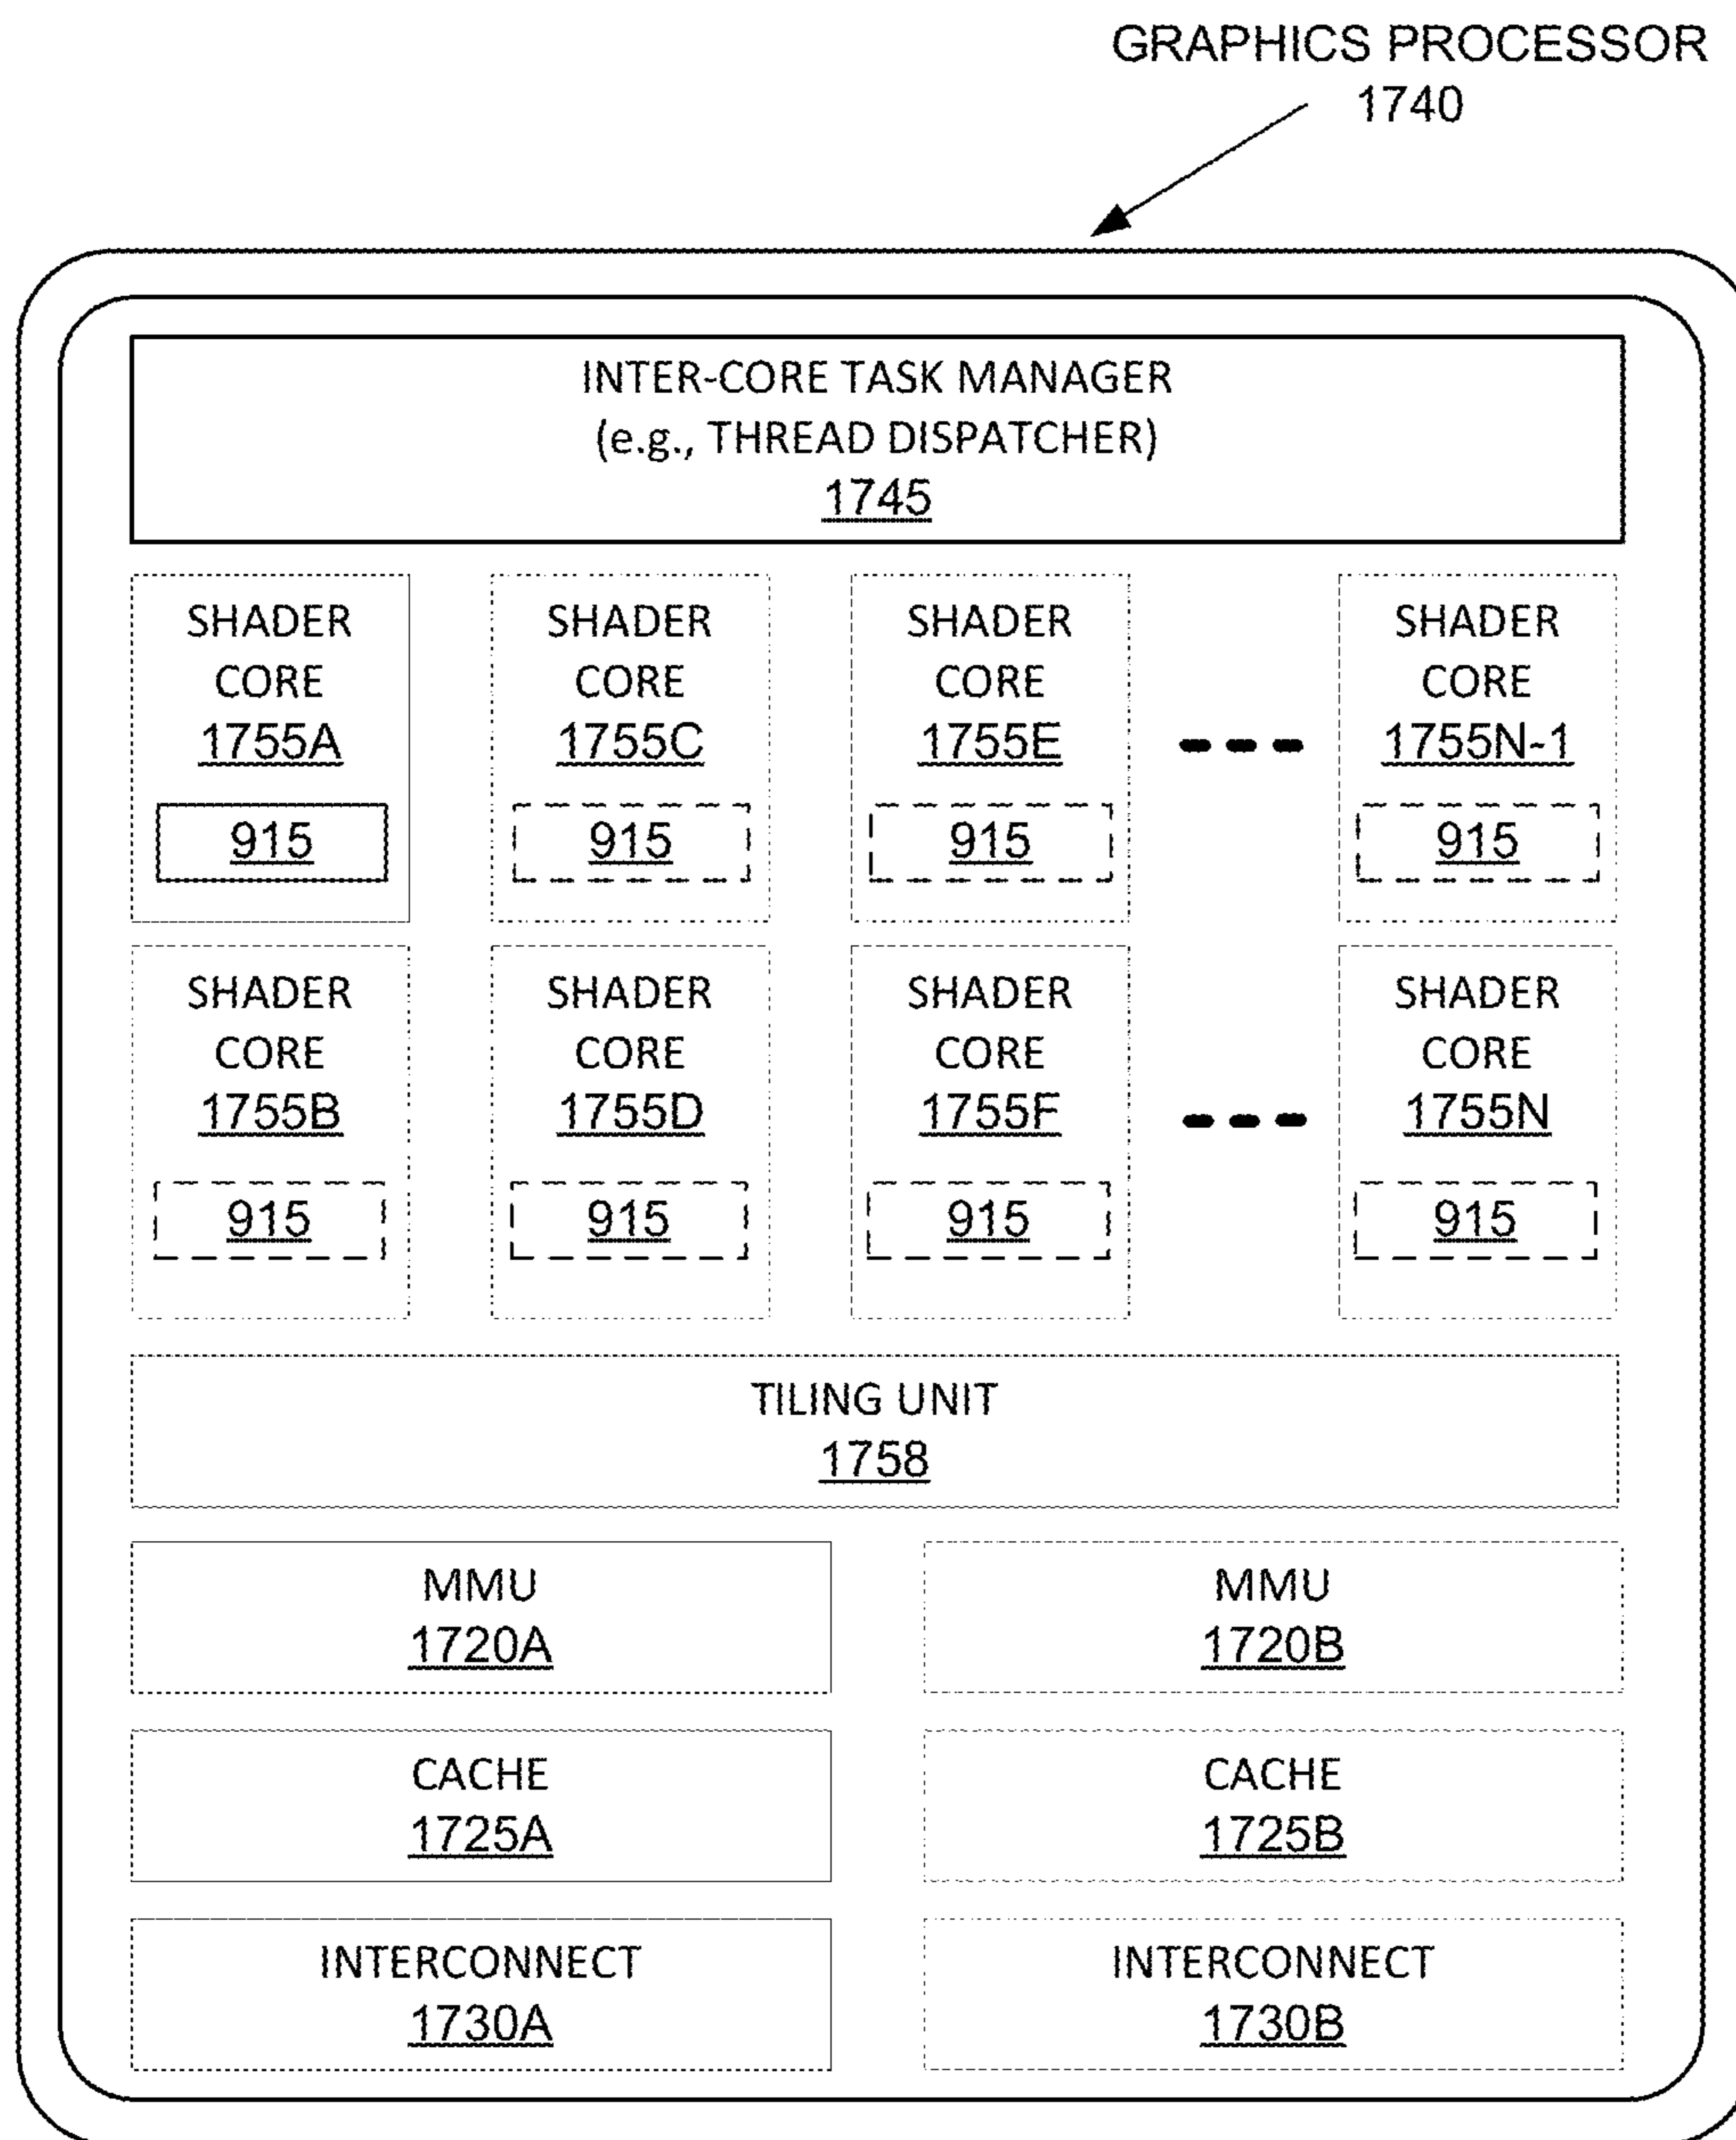 GRAPHICS PROCESSOR
1740
INTER-CORE TASK MANAGER
(e.g., THREAD DISPATCHER)
1745
SHADER
CORE
1755A
915
SHADER
CORE
1755C
915
SHADER
CORE
1755E
915
SHADER
CORE
1755N-1
915
SHADER
CORE
1755B
915
SHADER
CORE
1755D
915
SHADER
CORE
1755F
915
SHADER
CORE
1755N
915
TILING UNIT
1758
MMU
1720A
MMU
1720B
CACHE
1725A
CACHE
1725B
INTERCONNECT
1730A
INTERCONNECT
1730B